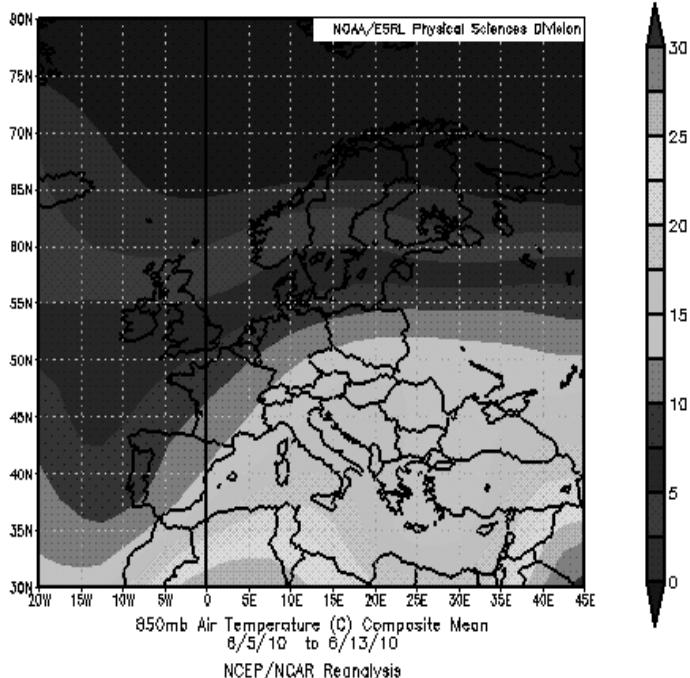 NOAA/ESRL Physical Sciences Division
80N
75N
70N
65N
60N
55N
50N
45N
40N
35N
30N
20W 15W 10W 5W 0 5E 10E 15E 20E 25E 30E 35E 40E 45E
30
25
20
15
10
5
0
850mb Air Temperature (C) Composite Mean
6/5/10 to 6/13/10
NCEP/NCAR Reanalysis